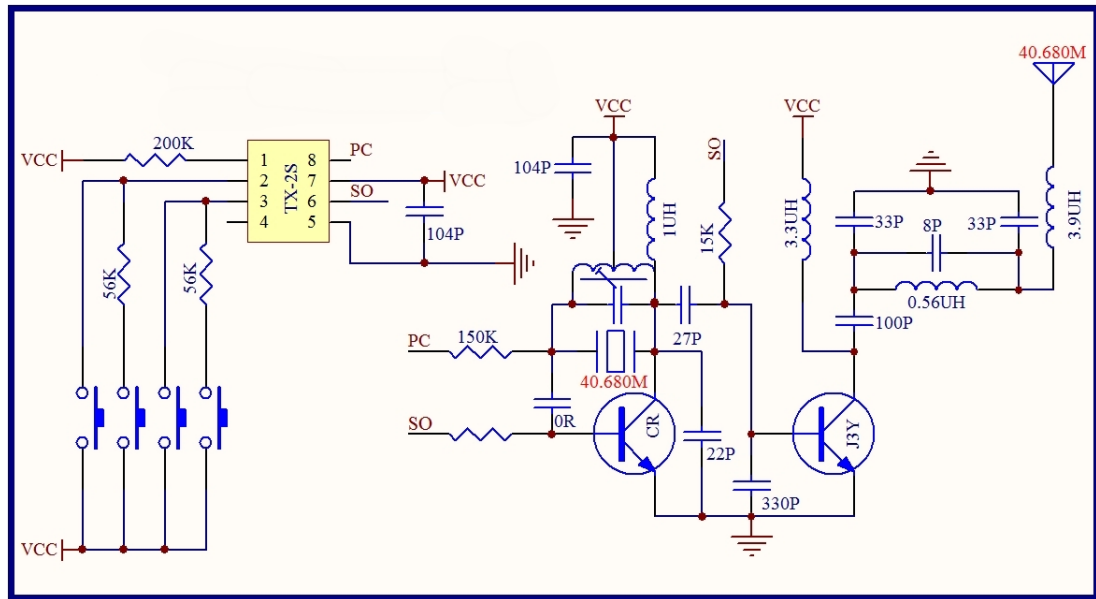 40.680M
VCC
VCC
200K
PC
104P
SO
VCC
1
8
2
7
VCC
3
6
SO
4
5
TX-2S
104P
1UH
15K
3.3UH
33P
8P
33P
3.9UH
56K
56K
0.56UH
100P
27P
PC
150K
40.680M
SO
0R
CR
22P
J3Y
330P
VCC